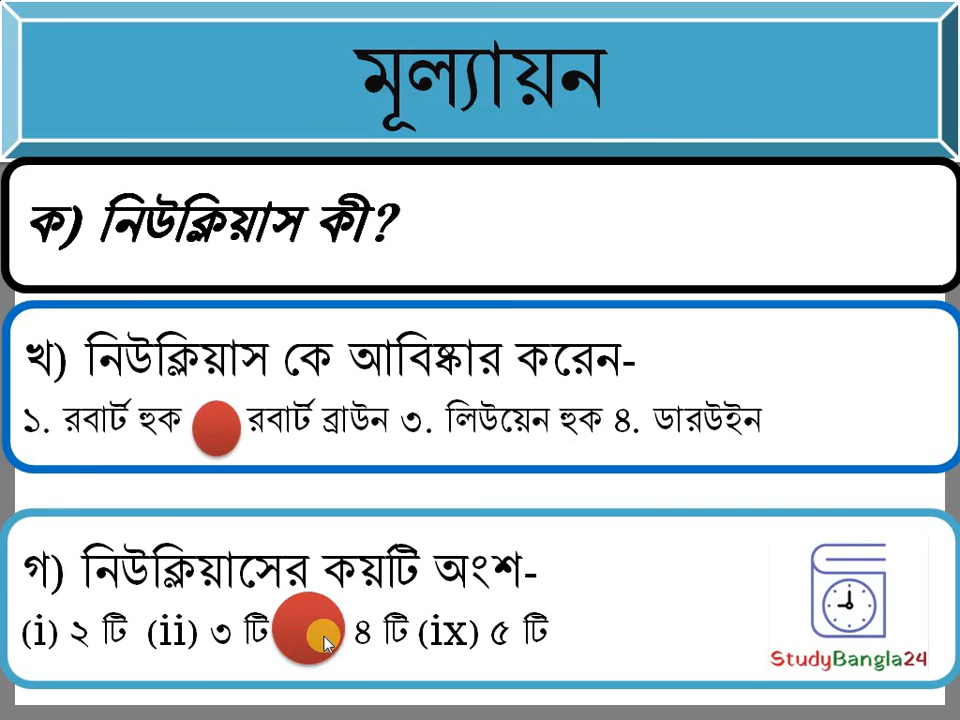 মূল্যায়ন
ক) নিউক্লিয়াস কী?
খ) নিউক্লিয়াস কে আবিষ্কার করেন-
১. রবার্ট হুক রবার্ট ব্রাউন ৩. লিউয়েন হুক ৪. ডারউইন
গ) নিউক্লিয়াসের কয়টি অংশ-
(i) ২ টি (ii) ৩ টি ৪ টি (ix) ৫ টি
StudyBangla24